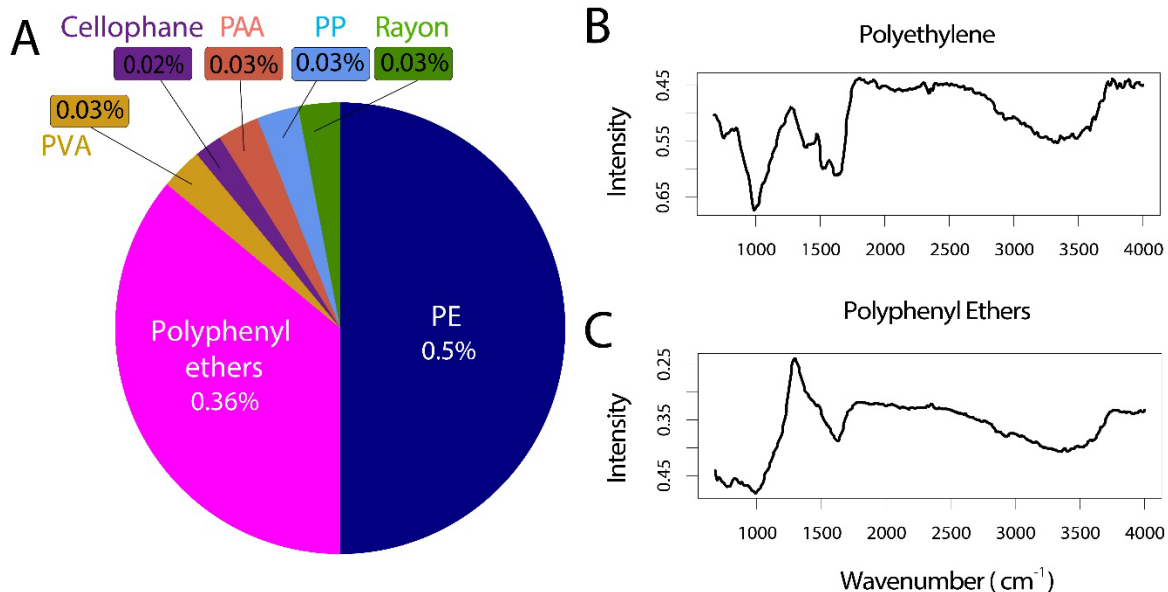 A
Cellophane PAA PP Rayon
0.02% 0.03% 0.03% 0.03%
0.03%
PVA
Polyphenyl
ethers
0.36%
PE
0.5%
B
Polyethylene
Intensity
0.45
0.55
0.65
1000 1500 2000 2500 3000 3500 4000
C
Polyphenyl Ethers
Intensity
0.25
0.35
0.45
1000 1500 2000 2500 3000 3500 4000
Wavenumber ( cm⁻¹)